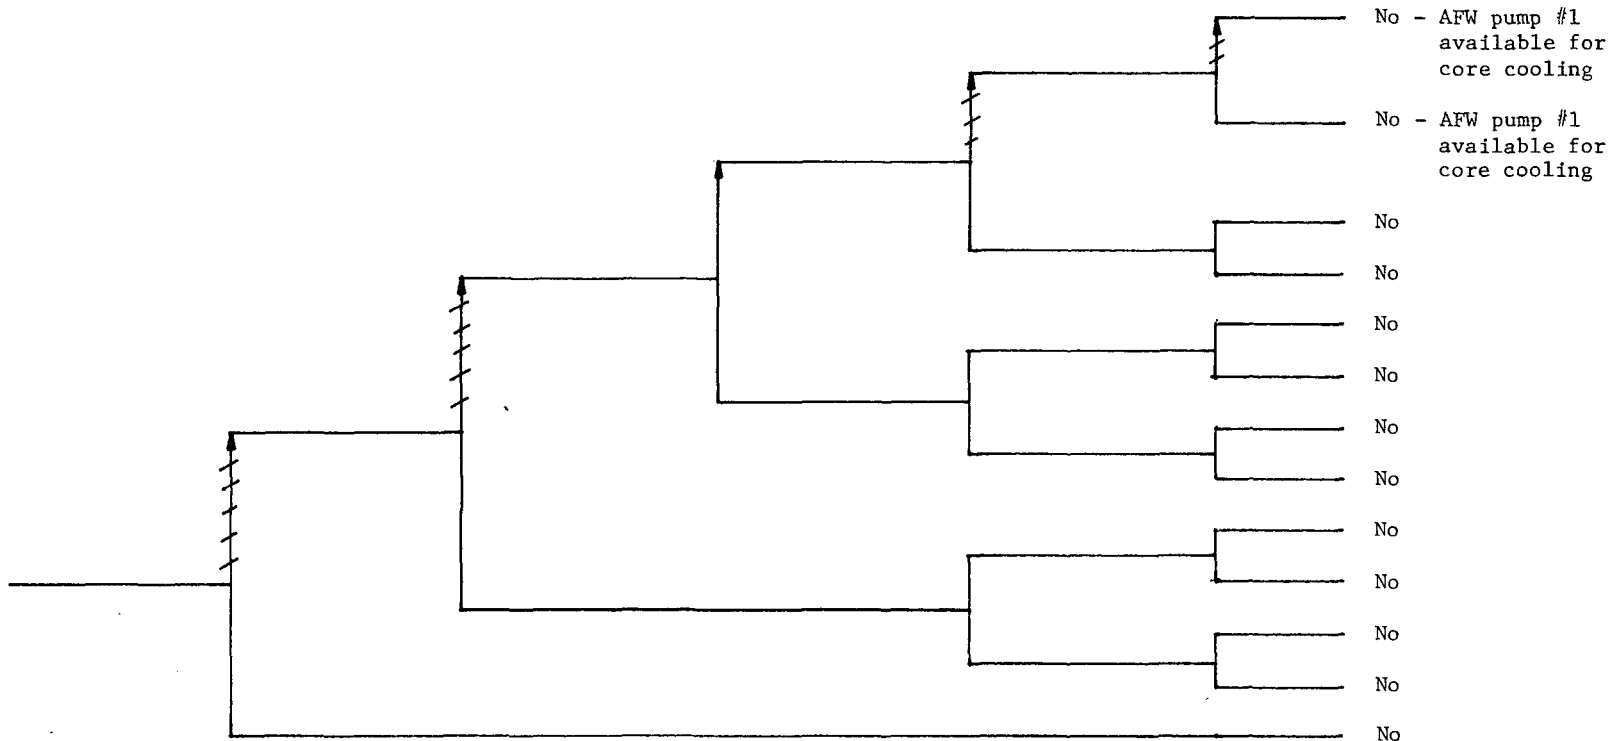 No - AFW pump #1
available for
core cooling
No - AFW pump #1
available for
core cooling
No
No
No
No
No
No
No
No
No
No
No